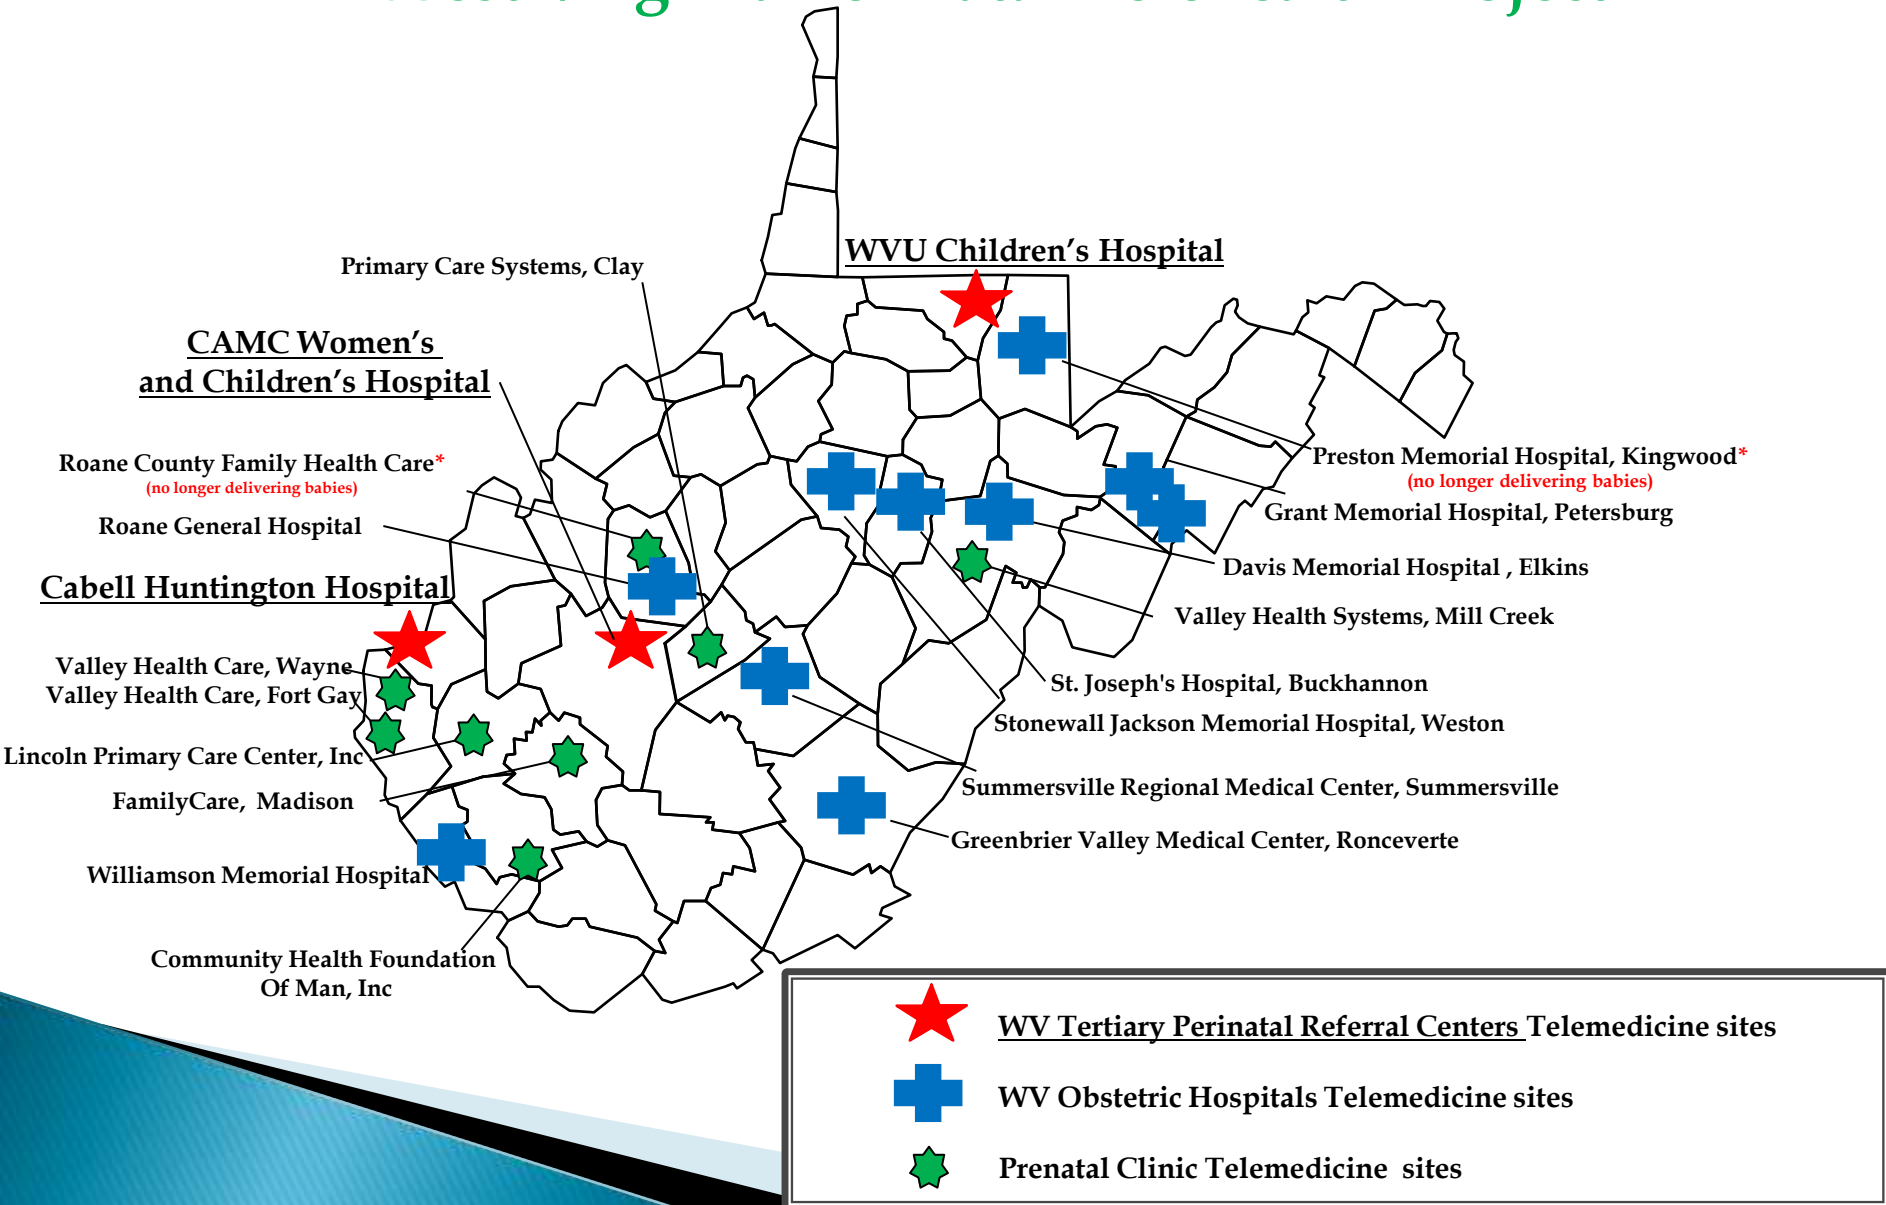 WVU Children’s Hospital
Primary Care Systems, Clay
CAMC Women’s
and Children’s Hospital
Roane County Family Health Care*
(no longer delivering babies)
Roane General Hospital
Cabell Huntington Hospital
Valley Health Care, Wayne
Valley Health Care, Fort Gay
Lincoln Primary Care Center, Inc
FamilyCare, Madison
Williamson Memorial Hospital
Community Health Foundation
Of Man, Inc
Preston Memorial Hospital, Kingwood*
(no longer delivering babies)
Grant Memorial Hospital, Petersburg
Davis Memorial Hospital , Elkins
Valley Health Systems, Mill Creek
St. Joseph's Hospital, Buckhannon
Stonewall Jackson Memorial Hospital, Weston
Summersville Regional Medical Center, Summersville
Greenbrier Valley Medical Center, Ronceverte
WV Tertiary Perinatal Referral Centers Telemedicine sites
WV Obstetric Hospitals Telemedicine sites
Prenatal Clinic Telemedicine sites